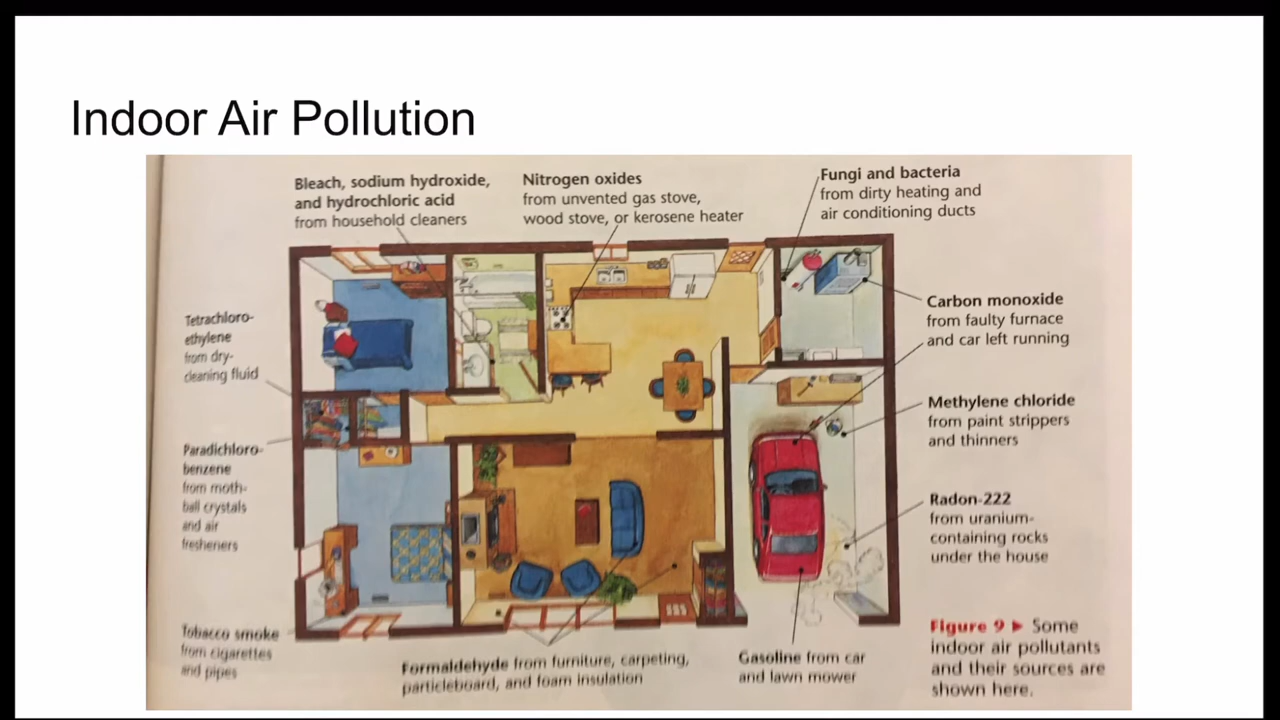 Indoor Air Pollution
Bleach, sodium hydroxide,
and hydrochloric acid
from household cleaners
Nitrogen oxides
from unvented gas stove,
wood stove, or kerosene heater
Fungi and bacteria
from dirty heating and
air conditioning ducts
Tetrachloro-
ethylene
from dry-
cleaning fluid
Paradichloro-
benzene
from moth-
ball crystals
and air
fresheners
Tobacco smoke
from cigarettes
and pipes
Formaldehyde from furniture, carpeting,
particleboard, and foam insulation
Gasoline from car
and lawn mower
Carbon monoxide
from faulty furnace
and car left running
Methylene chloride
from paint strippers
and thinners
Radon-222
from uranium-
containing rocks
under the house
Figure 9 ▶ Some
indoor air pollutants
and their sources are
shown here.